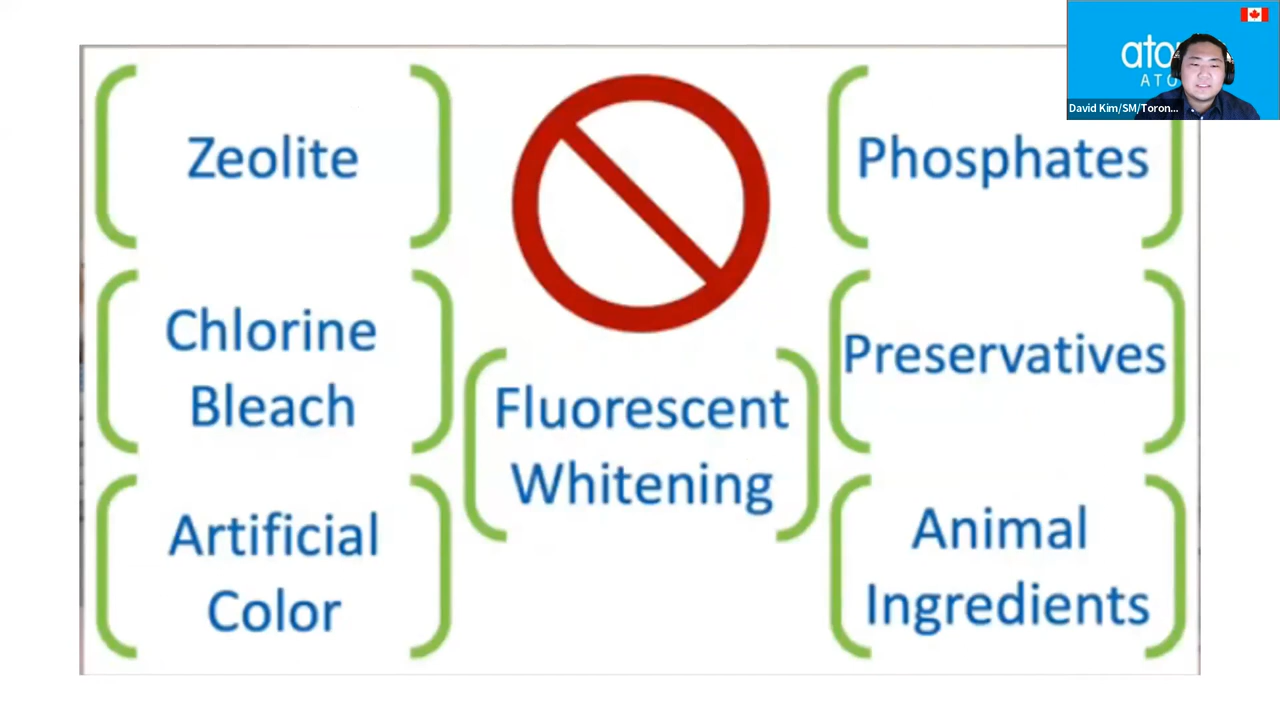 Zeolite
Chlorine
Bleach
Artificial
Color
Fluorescent
Whitening
Phosphates
Preservatives
Animal
Ingredients
David Kim/SM/Toron...